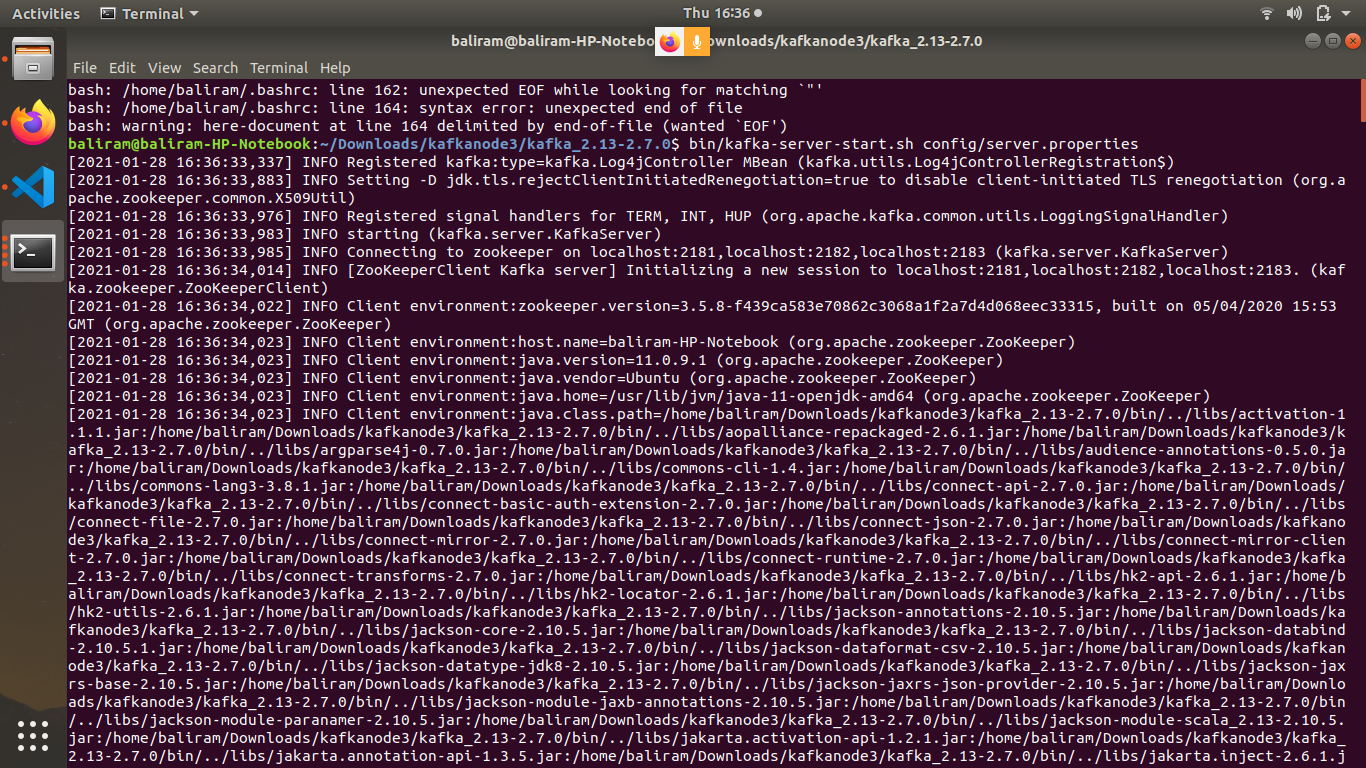 Activities
Terminal
Thu 16:36
baliram@baliram-HP-Notebo
ownloads/kafkanode3/kafka_2.13-2.7.0
File Edit View Search Terminal Help
bash: /home/baliram/.bashrc: line 162: unexpected EOF while looking for matching `"'
bash: /home/baliram/.bashrc: line 164: syntax error: unexpected end of file
bash: warning: here-document at line 164 delimited by end-of-file (wanted `EOF')
baliram@baliram-HP-Notebook:~/Downloads/kafkanode3/kafka_2.13-2.7.0$ bin/kafka-server-start.sh config/server.properties
[2021-01-28 16:36:33,337] INFO Registered kafka:type=kafka.Log4jController MBean (kafka.utils.Log4jControllerRegistration$)
[2021-01-28 16:36:33,883] INFO Setting -D jdk.tls.rejectClientInitiatedRenegotiation=true to disable client-initiated TLS renegotiation (org.a
pache.zookeeper.common.X509Util)
[2021-01-28 16:36:33,976] INFO Registered signal handlers for TERM, INT, HUP (org.apache.kafka.common.utils.LoggingSignalHandler)
[2021-01-28 16:36:33,983] INFO starting (kafka.server.KafkaServer)
[2021-01-28 16:36:33,985] INFO Connecting to zookeeper on localhost:2181,localhost:2182,localhost:2183 (kafka.server.KafkaServer)
[2021-01-28 16:36:34,014] INFO [ZooKeeperClient Kafka server] Initializing a new session to localhost:2181,localhost:2182,localhost:2183. (kaf
ka.zookeeper.ZooKeeperClient)
[2021-01-28 16:36:34,022] INFO Client environment:zookeeper.version=3.5.8-f439ca583e70862c3068a1f2a7d4d068eec33315, built on 05/04/2020 15:53
GMT (org.apache.zookeeper.ZooKeeper)
[2021-01-28 16:36:34,023] INFO Client environment:host.name=baliram-HP-Notebook (org.apache.zookeeper.ZooKeeper)
[2021-01-28 16:36:34,023] INFO Client environment:java.version=11.0.9.1 (org.apache.zookeeper.ZooKeeper)
[2021-01-28 16:36:34,023] INFO Client environment:java.vendor=Ubuntu (org.apache.zookeeper.ZooKeeper)
[2021-01-28 16:36:34,023] INFO Client environment:java.home=/usr/lib/jvm/java-11-openjdk-amd64 (org.apache.zookeeper.ZooKeeper)
[2021-01-28 16:36:34,023] INFO Client environment:java.class.path=/home/baliram/Downloads/kafkanode3/kafka_2.13-2.7.0/bin/../libs/activation-1
.1.1.jar:/home/baliram/Downloads/kafkanode3/kafka_2.13-2.7.0/bin/../libs/aopalliance-repackaged-2.6.1.jar:/home/baliram/Downloads/kafkanode3/k
afka_2.13-2.7.0/bin/../libs/argparse4j-0.7.0.jar:/home/baliram/Downloads/kafkanode3/kafka_2.13-2.7.0/bin/../libs/audience-annotations-0.5.0.ja
r:/home/baliram/Downloads/kafkanode3/kafka_2.13-2.7.0/bin/../libs/commons-cli-1.4.jar:/home/baliram/Downloads/kafkanode3/kafka_2.13-2.7.0/bin/
../libs/commons-lang3-3.8.1.jar:/home/baliram/Downloads/kafkanode3/kafka_2.13-2.7.0/bin/../libs/connect-api-2.7.0.jar:/home/baliram/Downloads/
kafkanode3/kafka_2.13-2.7.0/bin/../libs/connect-basic-auth-extension-2.7.0.jar:/home/baliram/Downloads/kafkanode3/kafka_2.13-2.7.0/bin/../libs
/connect-file-2.7.0.jar:/home/baliram/Downloads/kafkanode3/kafka_2.13-2.7.0/bin/../libs/connect-json-2.7.0.jar:/home/baliram/Downloads/kafkano
de3/kafka_2.13-2.7.0/bin/../libs/connect-mirror-2.7.0.jar:/home/baliram/Downloads/kafkanode3/kafka_2.13-2.7.0/bin/../libs/connect-mirror-clien
t-2.7.0.jar:/home/baliram/Downloads/kafkanode3/kafka_2.13-2.7.0/bin/../libs/connect-runtime-2.7.0.jar:/home/baliram/Downloads/kafkanode3/kafka
_2.13-2.7.0/bin/../libs/connect-transforms-2.7.0.jar:/home/baliram/Downloads/kafkanode3/kafka_2.13-2.7.0/bin/../libs/hk2-api-2.6.1.jar:/home/b
aliram/Downloads/kafkanode3/kafka_2.13-2.7.0/bin/../libs/hk2-locator-2.6.1.jar:/home/baliram/Downloads/kafkanode3/kafka_2.13-2.7.0/bin/../libs
/hk2-utils-2.6.1.jar:/home/baliram/Downloads/kafkanode3/kafka_2.13-2.7.0/bin/../libs/jackson-annotations-2.10.5.jar:/home/baliram/Downloads/ka
fkanode3/kafka_2.13-2.7.0/bin/../libs/jackson-core-2.10.5.jar:/home/baliram/Downloads/kafkanode3/kafka_2.13-2.7.0/bin/../libs/jackson-databind
-2.10.5.1.jar:/home/baliram/Downloads/kafkanode3/kafka_2.13-2.7.0/bin/../libs/jackson-dataformat-csv-2.10.5.jar:/home/baliram/Downloads/kafkan
ode3/kafka_2.13-2.7.0/bin/../libs/jackson-datatype-jdk8-2.10.5.jar:/home/baliram/Downloads/kafkanode3/kafka_2.13-2.7.0/bin/../libs/jackson-jax
rs-base-2.10.5.jar:/home/baliram/Downloads/kafkanode3/kafka_2.13-2.7.0/bin/../libs/jackson-jaxrs-json-provider-2.10.5.jar:/home/baliram/Downlo
ads/kafkanode3/kafka_2.13-2.7.0/bin/../libs/jackson-module-jaxb-annotations-2.10.5.jar:/home/baliram/Downloads/kafkanode3/kafka_2.13-2.7.0/bin
/../libs/jackson-module-paranamer-2.10.5.jar:/home/baliram/Downloads/kafkanode3/kafka_2.13-2.7.0/bin/../libs/jackson-module-scala_2.13-2.10.5.
jar:/home/baliram/Downloads/kafkanode3/kafka_2.13-2.7.0/bin/../libs/jakarta.activation-api-1.2.1.jar:/home/baliram/Downloads/kafkanode3/kafka_
2.13-2.7.0/bin/../libs/jakarta.annotation-api-1.3.5.jar:/home/baliram/Downloads/kafkanode3/kafka_2.13-2.7.0/bin/../libs/jakarta.inject-2.6.1.j